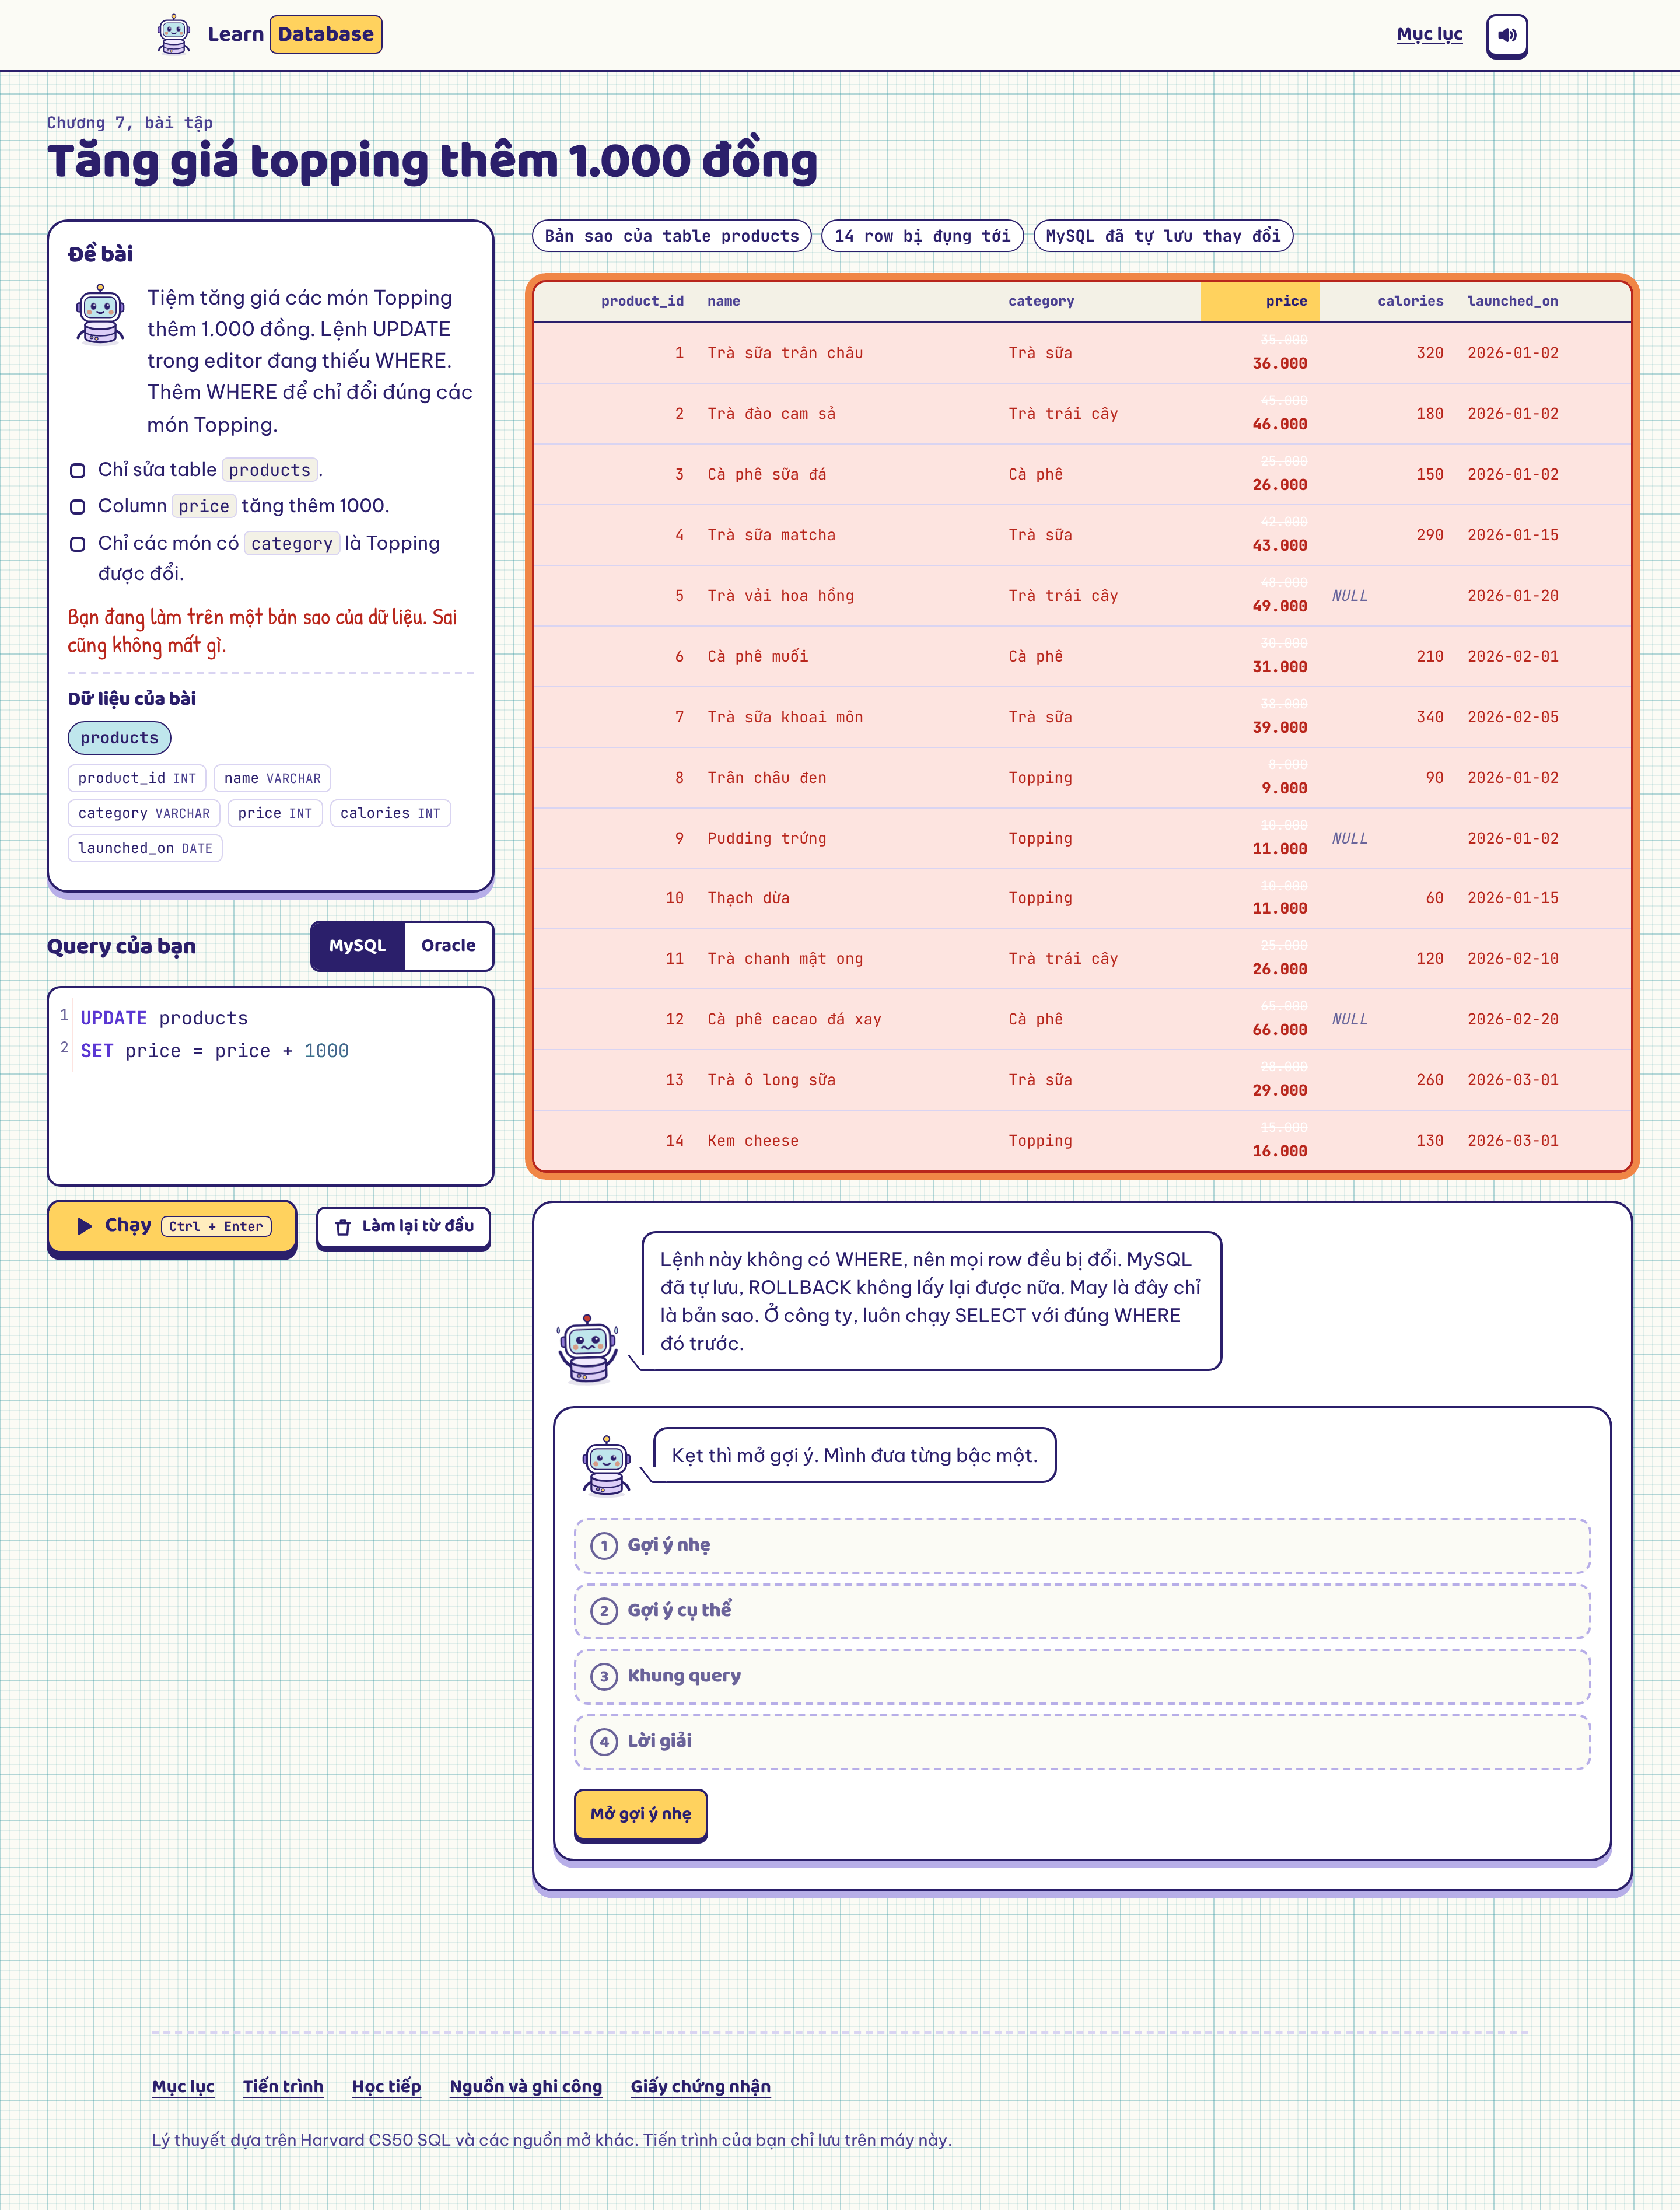 Learn Database
Mục lục
Chương 7, bài tập
Tăng giá topping thêm 1.000 đồng
Đề bài
Tiệm tăng giá các món Topping
thêm 1.000 đồng. Lệnh UPDATE
trong editor đang thiếu WHERE.
Thêm WHERE để chỉ đổi đúng các
món Topping.
Chỉ sửa table products.
Column price tăng thêm 1000.
Chỉ các món có category là Topping
được đổi.
Bạn đang làm trên một bản sao của dữ liệu. Sai
cũng không mất gì.
Dữ liệu của bài
products
product_id INT name VARCHAR
category VARCHAR price INT calories INT
launched_on DATE
Query của bạn
MySQL Oracle
1 UPDATE products
2 SET price = price + 1000
Chạy Ctrl + Enter
Làm lại từ đầu
Bản sao của table products
14 row bị đụng tới
MySQL đã tự lưu thay đổi
product_id name category price calories launched_on
1 Trà sữa trân châu Trà sữa 35.000 36.000 320 2026-01-02
2 Trà đào cam sả Trà trái cây 45.000 46.000 180 2026-01-02
3 Cà phê sữa đá Cà phê 25.000 26.000 150 2026-01-02
4 Trà sữa matcha Trà sữa 42.000 43.000 290 2026-01-15
5 Trà vải hoa hồng Trà trái cây 48.000 49.000 NULL 2026-01-20
6 Cà phê muối Cà phê 30.000 31.000 210 2026-02-01
7 Trà sữa khoai môn Trà sữa 38.000 39.000 340 2026-02-05
8 Trân châu đen Topping 8.000 9.000 90 2026-01-02
9 Pudding trứng Topping 10.000 11.000 NULL 2026-01-02
10 Thạch dừa Topping 10.000 11.000 60 2026-01-15
11 Trà chanh mật ong Trà trái cây 25.000 26.000 120 2026-02-10
12 Cà phê cacao đá xay Cà phê 65.000 66.000 NULL 2026-02-20
13 Trà ô long sữa Trà sữa 28.000 29.000 260 2026-03-01
14 Kem cheese Topping 15.000 16.000 130 2026-03-01
Lệnh này không có WHERE, nên mọi row đều bị đổi. MySQL
đã tự lưu, ROLLBACK không lấy lại được nữa. May là đây chỉ
là bản sao. Ở công ty, luôn chạy SELECT với đúng WHERE
đó trước.
Kẹt thì mở gợi ý. Mình đưa từng bậc một.
1 Gợi ý nhẹ
2 Gợi ý cụ thể
3 Khung query
4 Lời giải
Mở gợi ý nhẹ
Mục lục Tiến trình Học tiếp Nguồn và ghi công Giấy chứng nhận
Lý thuyết dựa trên Harvard CS50 SQL và các nguồn mở khác. Tiến trình của bạn chỉ lưu trên máy này.